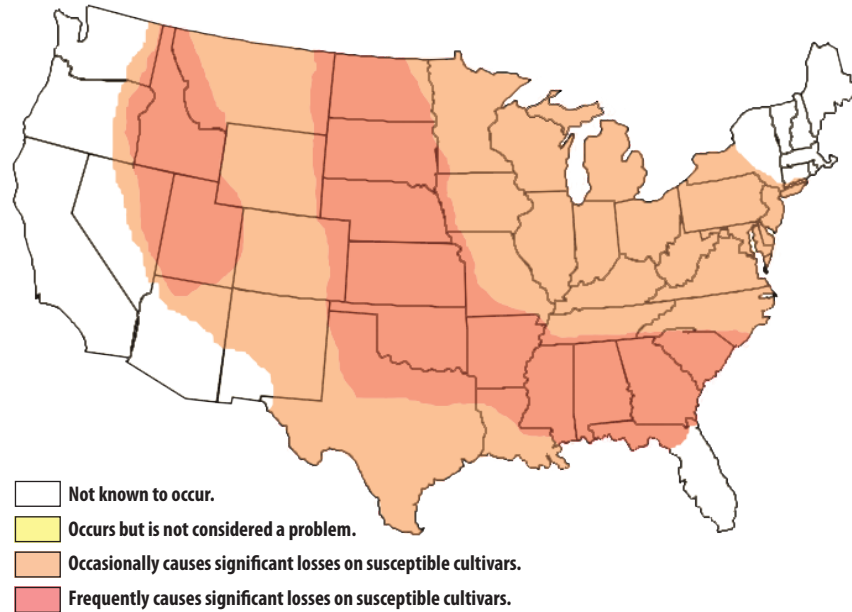 Not known to occur.
Occurs but is not considered a problem.
Occasionally causes significant losses on susceptible cultivars.
Frequently causes significant losses on susceptible cultivars.